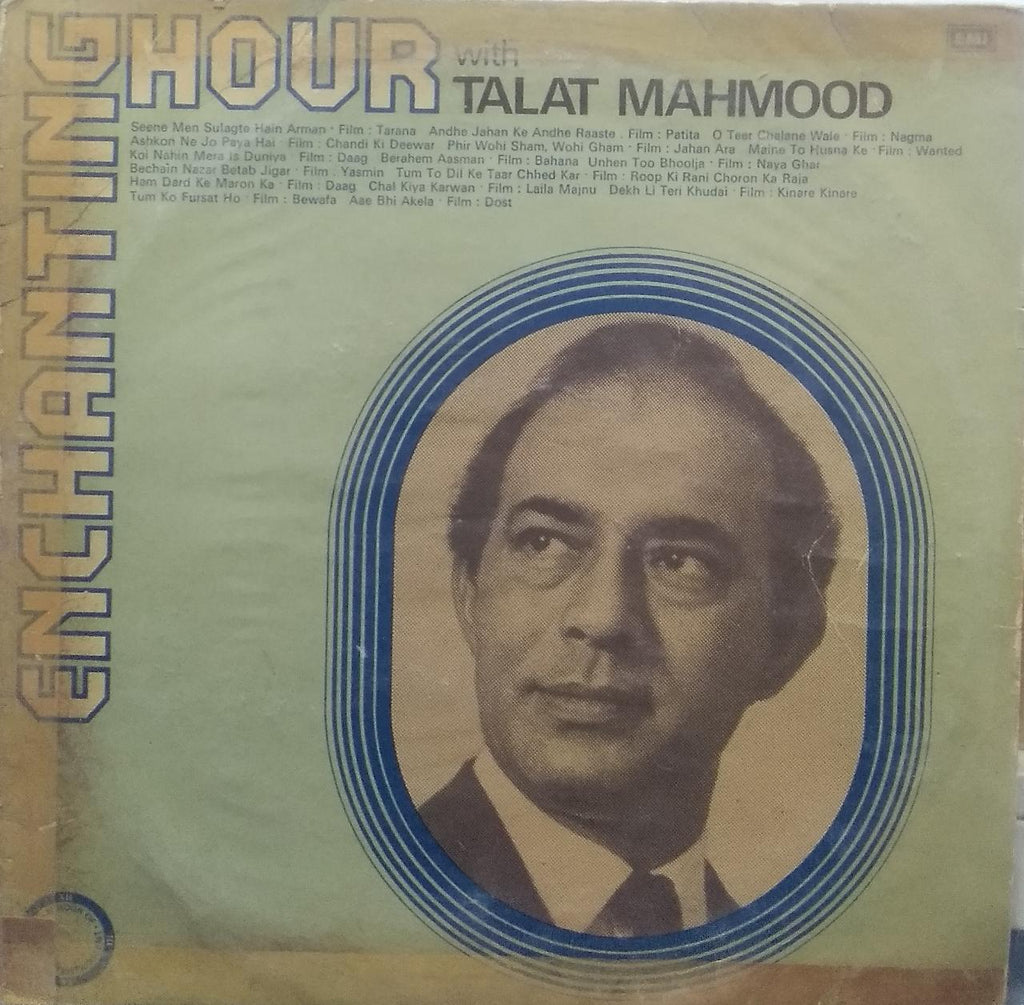 ENCHANTING
HOUR
with
TALAT MAHMOOD
EMI
Seene Men Sulagte Hain Arman · Film : Tarana Andhe Jahan Ke Andhe Raaste . Film : Patita O Teer Chalane Wale · Film : Nagma
Ashkon Ne Jo Paya Hai · Film : Chandi Ki Deewar Phir Wohi Sham, Wohi Gham · Film : Jahan Ara Maine To Husna Ke · Film : Wanted
Koi Nahin Mera is Duniya · Film : Daag Berahem Aasman · Film : Bahana Unhen Too Bhoolja · Film : Naya Ghar
Bechain Nazar Betab Jigar · Film . Yasmin Tum To Dil Ke Taar Chhed Kar · Film : Roop Ki Rani Choron Ka Raja
Ham Dard Ke Maron Ka · Film : Daag Chal Kiya Karwan · Film : Laila Majnu Dekh Li Teri Khudai · Film : Kinare Kinare
Tum Ko Fursat Ho · Film : Bewafa Aae Bhi Akela · Film : Dost